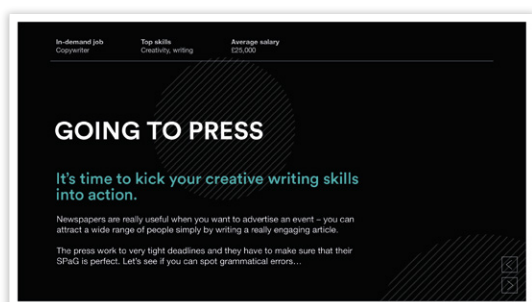 In-demand job Top skills Average salary
Copywriter Creativity, writing £25,000
GOING TO PRESS
It's time to kick your creative writing skills
into action.
Newspapers are really useful when you want to advertise an event – you can
attract a wide range of people simply by writing a really engaging article.
The press work to very tight deadlines and they have to make sure that their
SPaG is perfect. Let's see if you can spot grammatical errors…